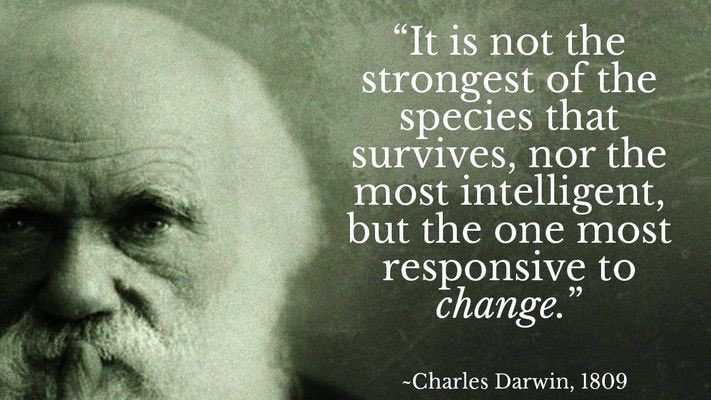 “It is not the
strongest of the
species that
survives, nor the
most intelligent,
but the one most
responsive to
change.”
~Charles Darwin, 1809